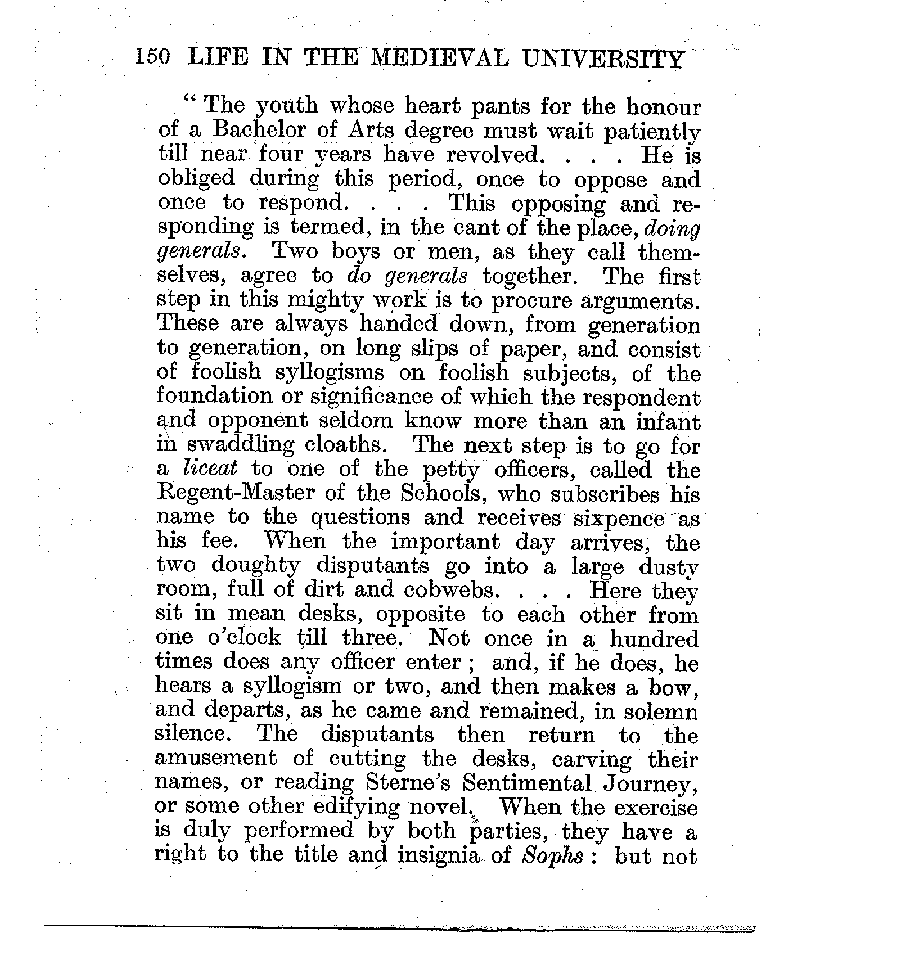 150 LIFE IN THE MEDIEVAL UNIVERSITY
“ The youth whose heart pants for the honour
of a Bachelor of Arts degree must wait patiently
till near four years have revolved. . . . He is
obliged during this period, once to oppose and
once to respond. . . . This opposing and re-
sponding is termed, in the cant of the place, doing
generals. Two boys or men, as they call them-
selves, agree to do generals together. The first
step in this mighty work is to procure arguments.
These are always handed down, from generation
to generation, on long slips of paper, and consist
of foolish syllogisms on foolish subjects, of the
foundation or significance of which the respondent
and opponent seldom know more than an infant
in swaddling cloaths. The next step is to go for
a liceat to one of the petty officers, called the
Regent-Master of the Schools, who subscribes his
name to the questions and receives sixpence as
his fee. When the important day arrives, the
two doughty disputants go into a large dusty
room, full of dirt and cobwebs. . . . Here they
sit in mean desks, opposite to each other from
one o’clock till three. Not once in a hundred
times does any officer enter ; and, if he does, he
hears a syllogism or two, and then makes a bow,
and departs, as he came and remained, in solemn
silence. The disputants then return to the
amusement of cutting the desks, carving their
names, or reading Sterne’s Sentimental Journey,
or some other edifying novel. When the exercise
is duly performed by both parties, they have a
right to the title and insignia of Sophs : but not